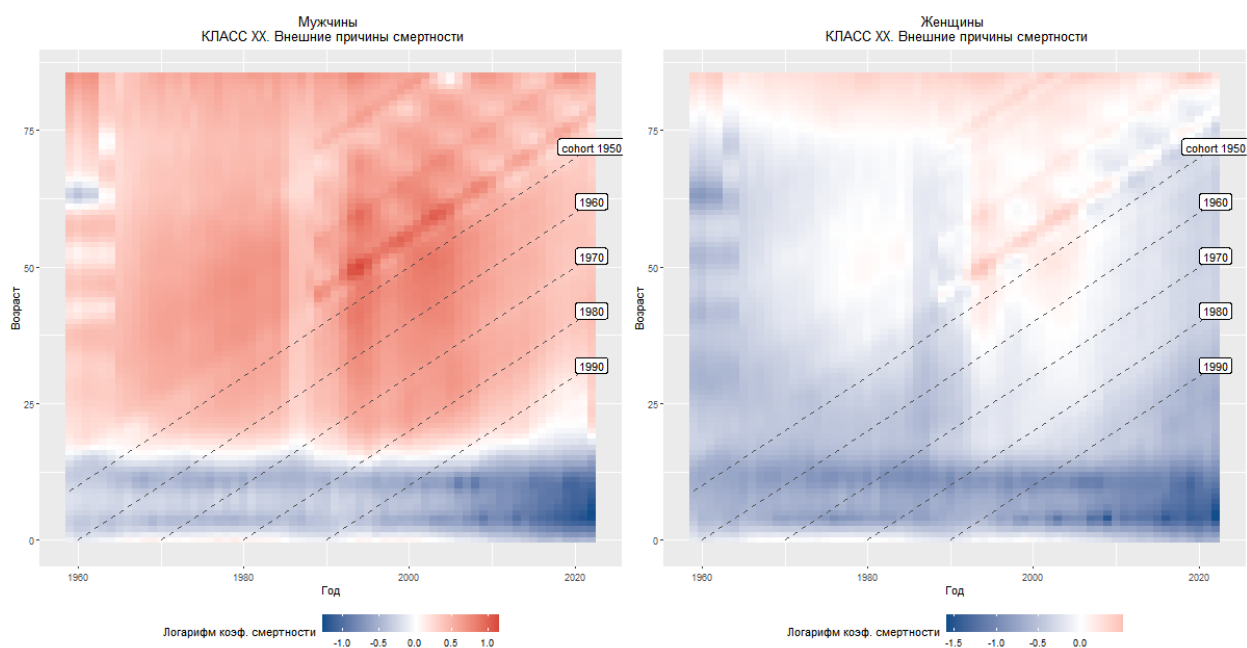 Мужчины
КЛАСС XX. Внешние причины смертности
75
50
25
0
Возраст
cohort 1950
1960
1970
1980
1990
1960
1980
2000
2020
Год
Логарифм коэф. смертности
-1.0
-0.5
0.0
0.5
1.0
Женщины
КЛАСС XX. Внешние причины смертности
75
50
25
0
Возраст
cohort 1950
1960
1970
1980
1990
1960
1980
2000
2020
Год
Логарифм коэф. смертности
-1.5
-1.0
-0.5
0.0